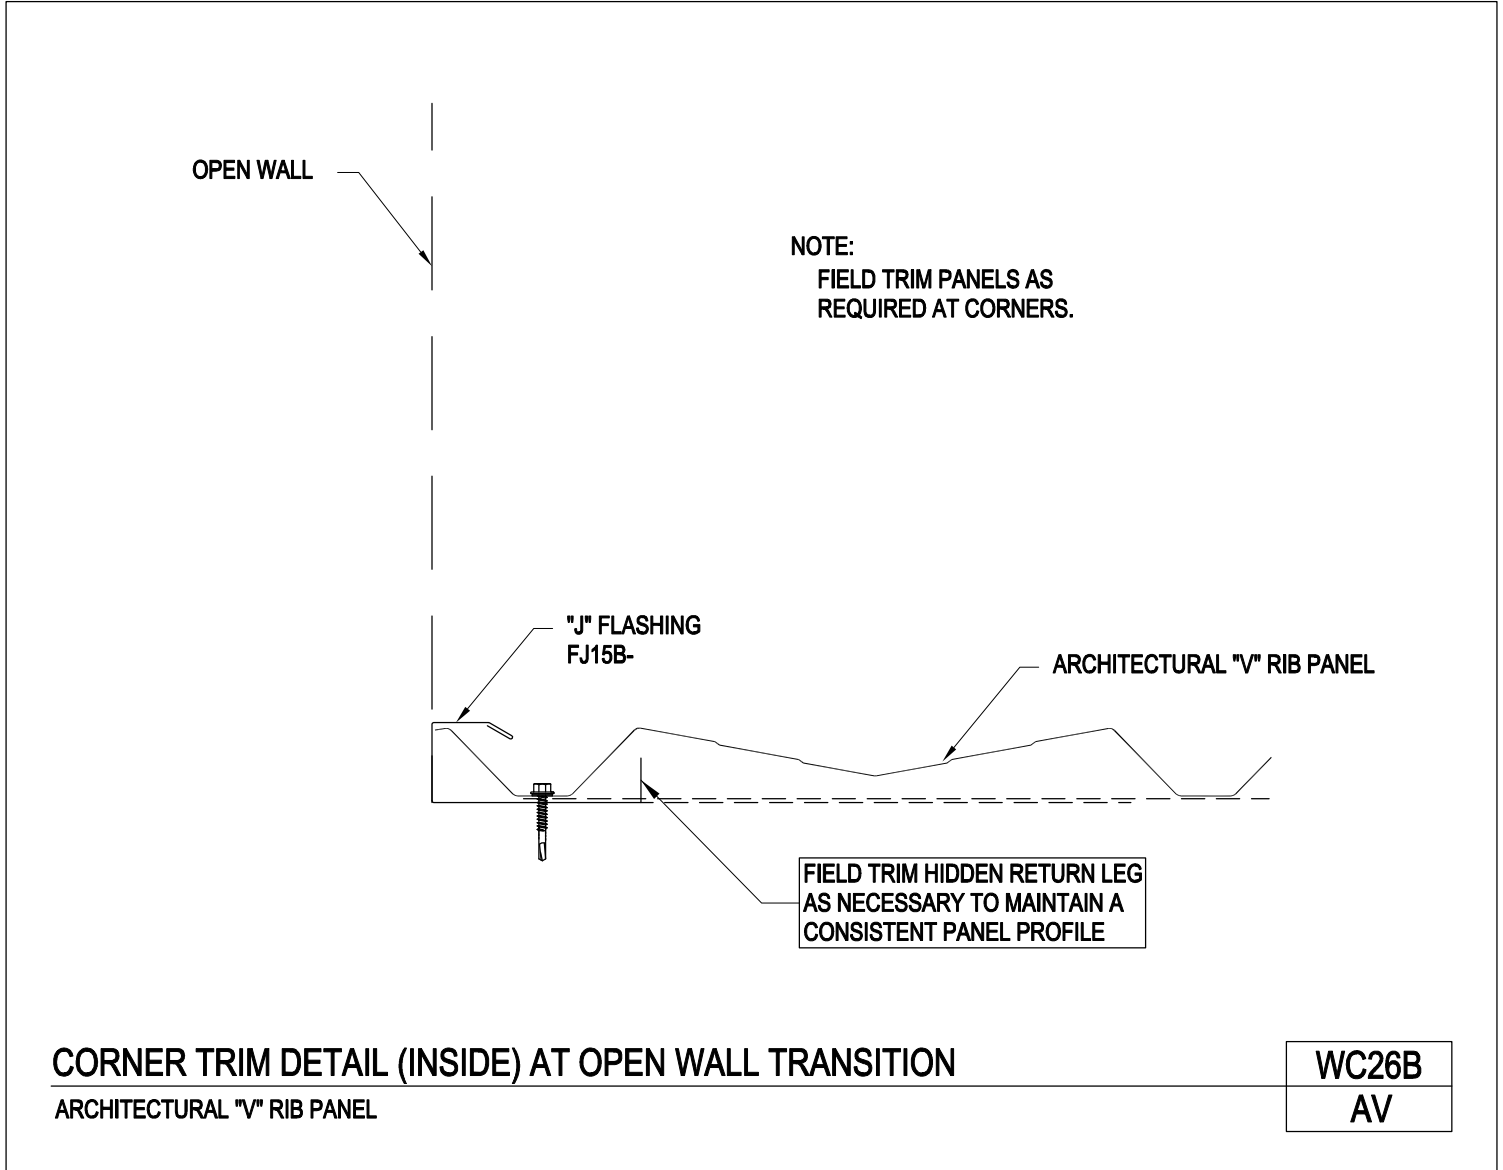 OPEN WALL
NOTE:
FIELD TRIM PANELS AS
REQUIRED AT CORNERS.
"J" FLASHING
FJ15B-
ARCHITECTURAL "V" RIB PANEL
FIELD TRIM HIDDEN RETURN LEG
AS NECESSARY TO MAINTAIN A
CONSISTENT PANEL PROFILE
CORNER TRIM DETAIL (INSIDE) AT OPEN WALL TRANSITION
ARCHITECTURAL "V" RIB PANEL
WC26B
AV